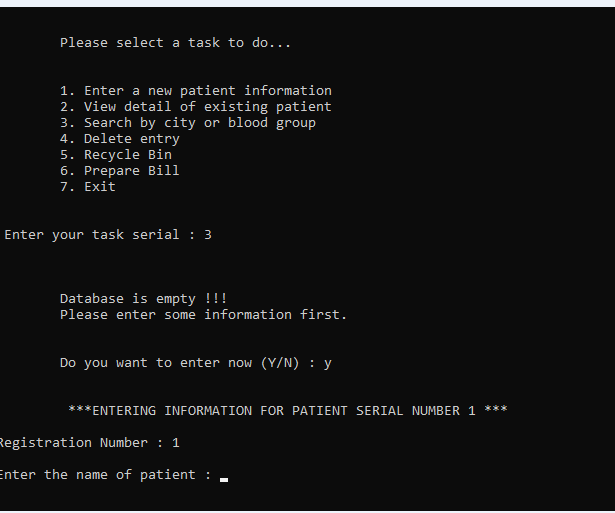 Please select a task to do...
1. Enter a new patient information
2. View detail of existing patient
3. Search by city or blood group
4. Delete entry
5. Recycle Bin
6. Prepare Bill
7. Exit
Enter your task serial : 3
Database is empty !!!
Please enter some information first.
Do you want to enter now (Y/N) : y
***ENTERING INFORMATION FOR PATIENT SERIAL NUMBER 1 ***
Registration Number : 1
Enter the name of patient :